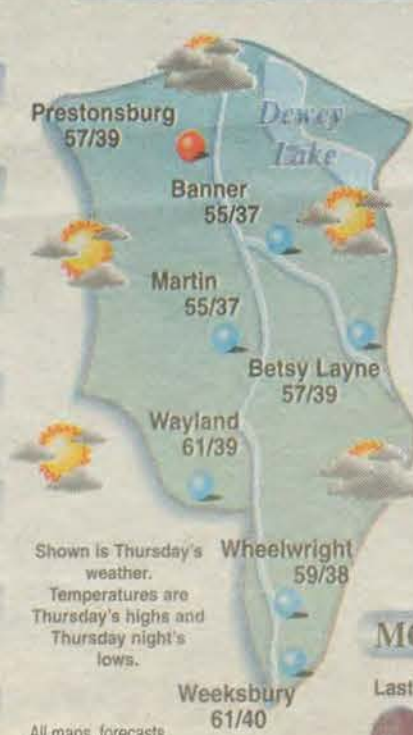 Prestonsburg
57/39
Dewey
Lake
Banner
55/37
Martin
55/37
Betsy Layne
57/39
Wayland
61/39
Shown is Thursday's
weather.
Temperatures are
Thursday's highs and
Thursday night's
lows.
Wheelwright
59/38
Weeksbury
61/40
Last
All maps, forecasts